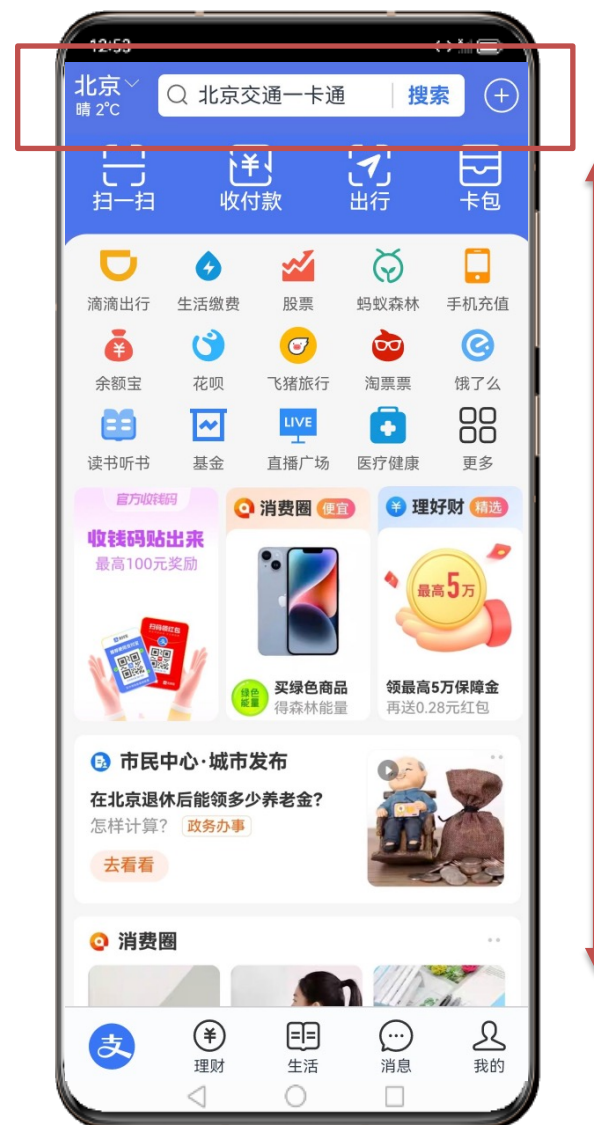 12:53
北京
晴 2℃
北京交通一卡通 搜索
扫一扫 收付款 出行 卡包
滴滴出行 生活缴费 股票 蚂蚁森林 手机充值
余额宝 花呗 飞猪旅行 淘票票 饿了么
LIVE
读书听书 基金 直播广场 医疗健康 更多
官方收钱码
收钱码贴出来
最高100元奖励
扫码领红包
消费圈 便宜
绿色能量
买绿色商品
得森林能量
理好财 精选
最高5万
领最高5万保障金
再送0.28元红包
市民中心·城市发布
在北京退休后能领多少养老金?
怎样计算? 政务办事
去看看
消费圈
支
理财 生活 消息 我的